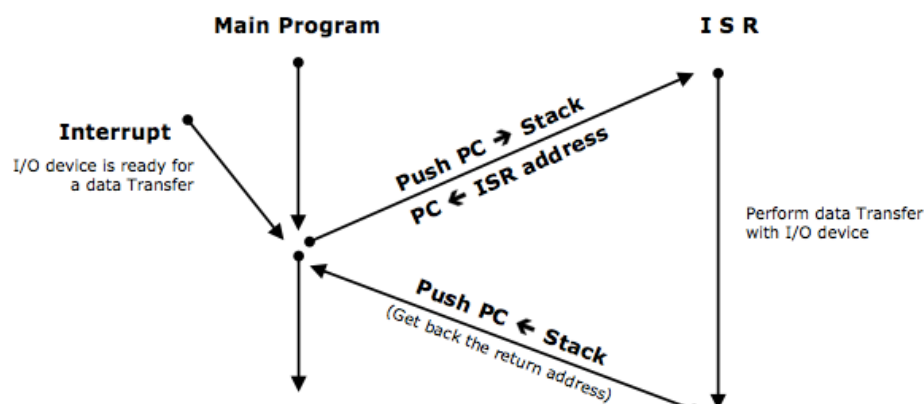 Main Program
I S R
Interrupt
I/O device is ready for
a data Transfer
Push PC → Stack
PC ← ISR address
Perform data Transfer
with I/O device
Push PC ← Stack
(Get back the return address)